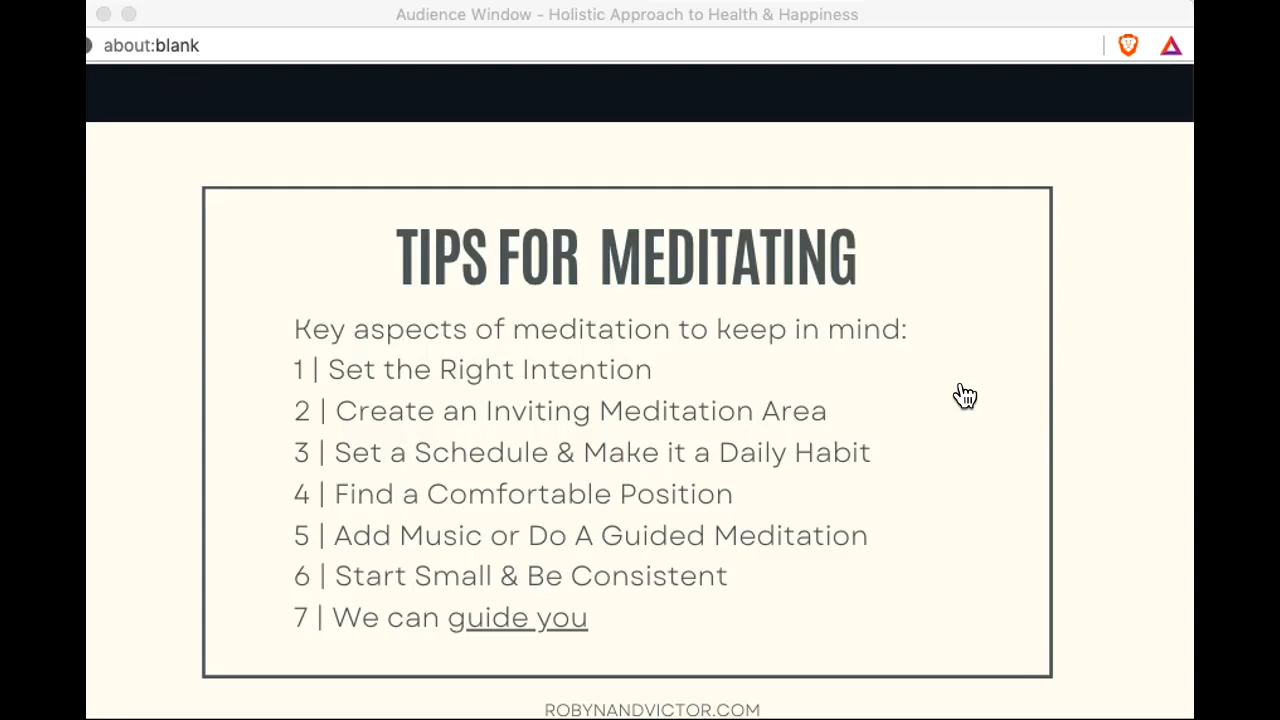 Audience Window - Holistic Approach to Health & Happiness
about:blank
TIPS FOR MEDITATING
Key aspects of meditation to keep in mind:
1 | Set the Right Intention
2 | Create an Inviting Meditation Area
3 | Set a Schedule & Make it a Daily Habit
4 | Find a Comfortable Position
5 | Add Music or Do A Guided Meditation
6 | Start Small & Be Consistent
7 | We can guide you
ROBYNANDVICTOR.COM